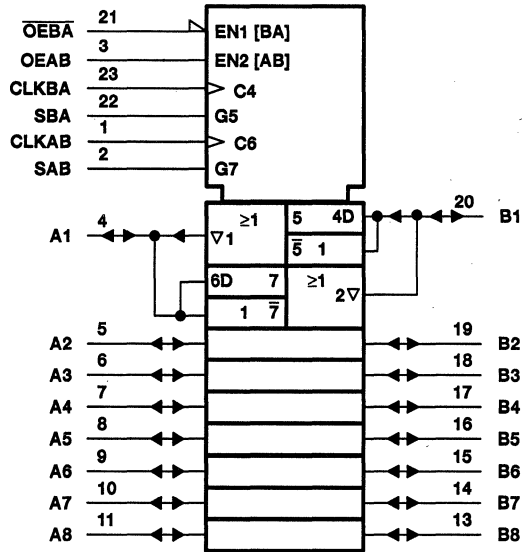 OEBA 21 EN1 [BA]
OEAB 3 EN2 [AB]
CLKBA 23 C4
SBA 22 G5
CLKAB 1 C6
SAB 2 G7
A1 4 ≥1 5 4D 20 B1
▽1 5 1
6D 7 ≥1
1 7 2▽
A2 5 19 B2
A3 6 18 B3
A4 7 17 B4
A5 8 16 B5
A6 9 15 B6
A7 10 14 B7
A8 11 13 B8